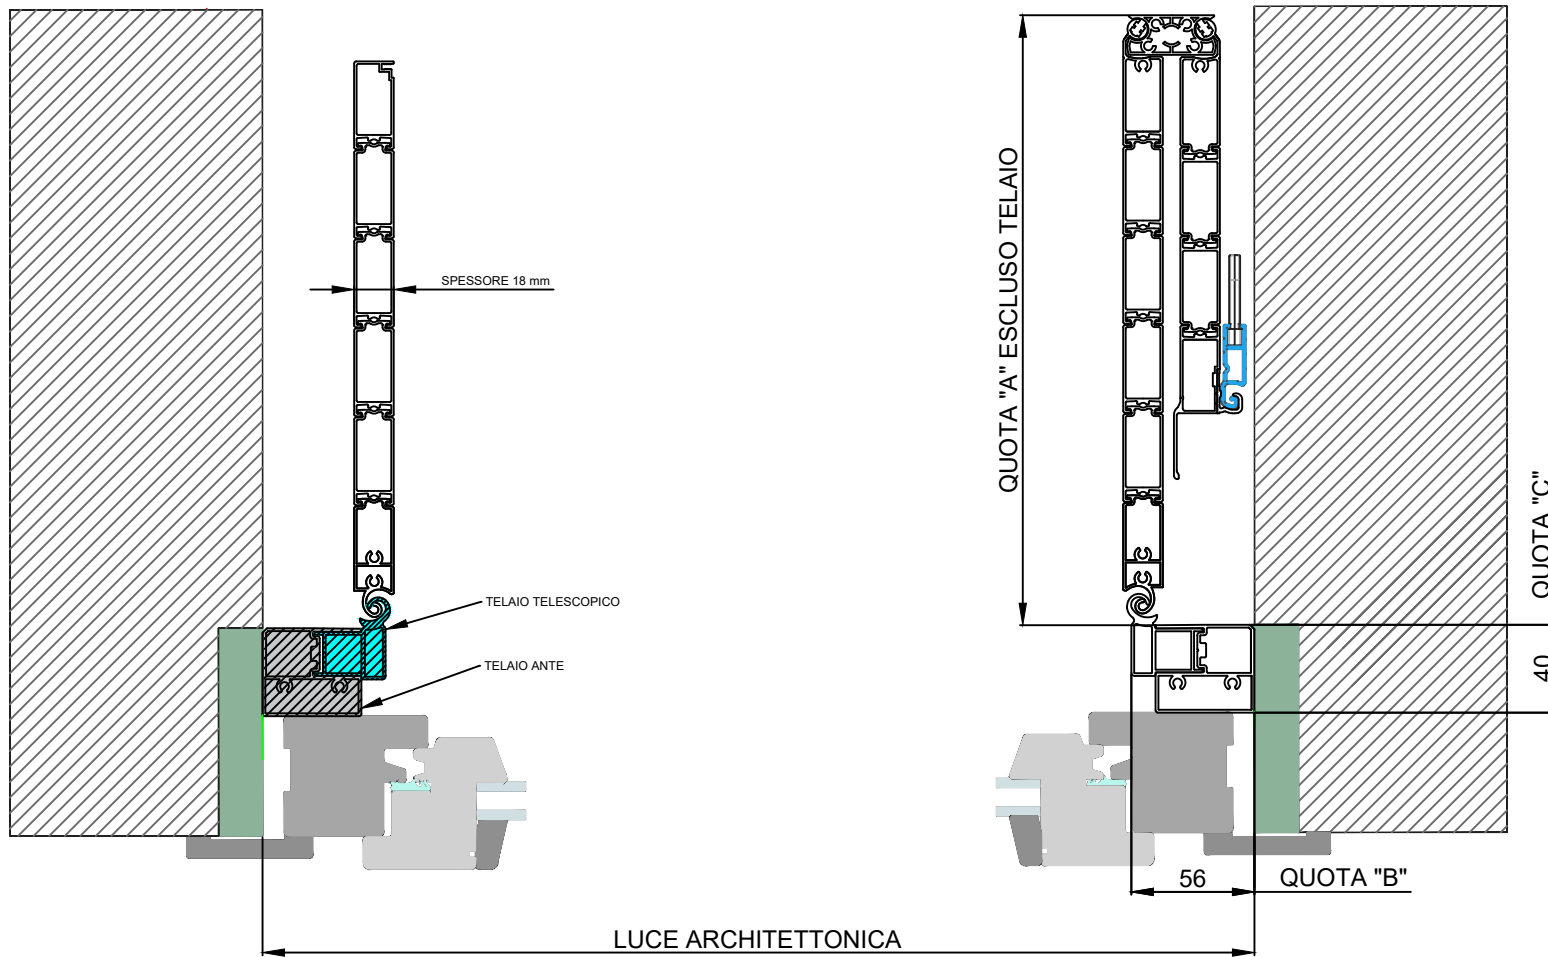 SPESSORE 18 mm
TELAIO TELESCOPICO
TELAIO ANTE
QUOTA "A" ESCLUSO TELAIO
QUOTA "C"
40
56
QUOTA "B"
LUCE ARCHITETTONICA